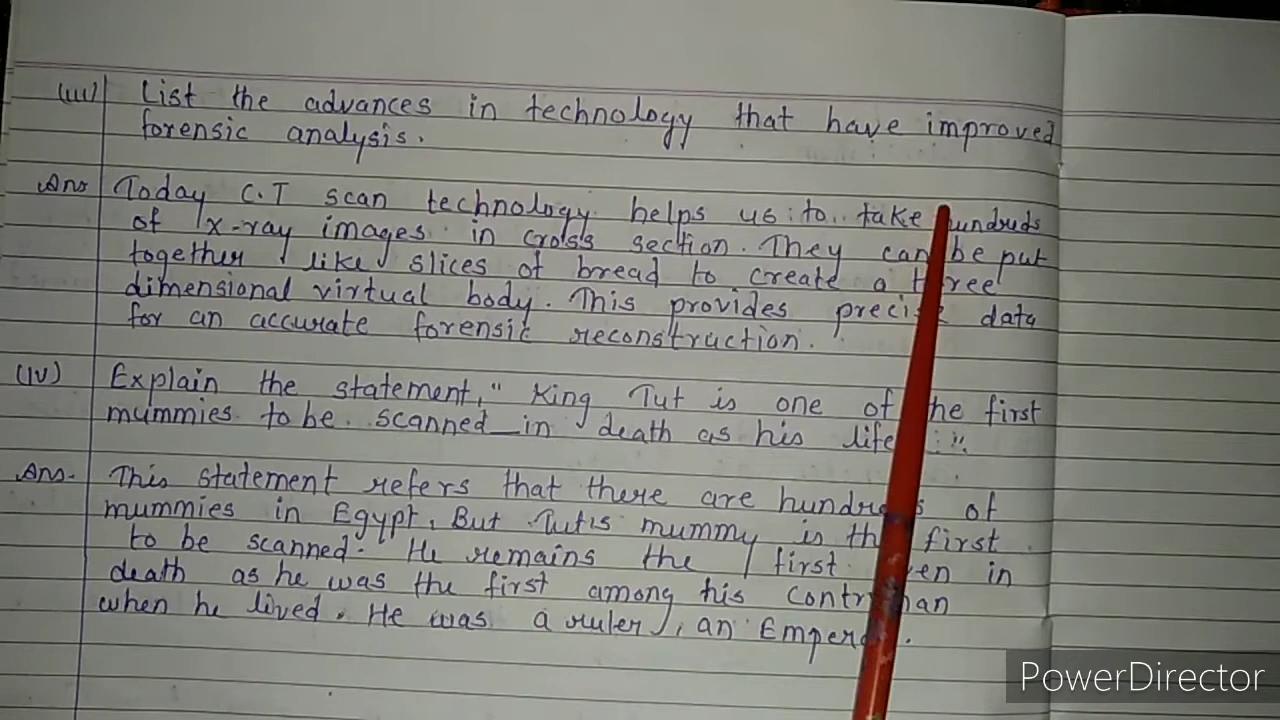 (iii) List the advances in technology that have improved
forensic analysis.
Ans Today C.T scan technology helps us to take hundreds
of X-ray images in cross section. They can be put
together like slices of bread to create a three
dimensional virtual body. This provides precise data
for an accurate forensic reconstruction.
(iv) Explain the statement, "King Tut is one of the first
mummies to be scanned in death as his life".
Ans. This statement refers that there are hundreds of
mummies in Egypt, But Tut's mummy is the first
to be scanned. He remains the first even in
death as he was the first among his
when he lived. He was a ruler, an Emperor.
PowerDirector